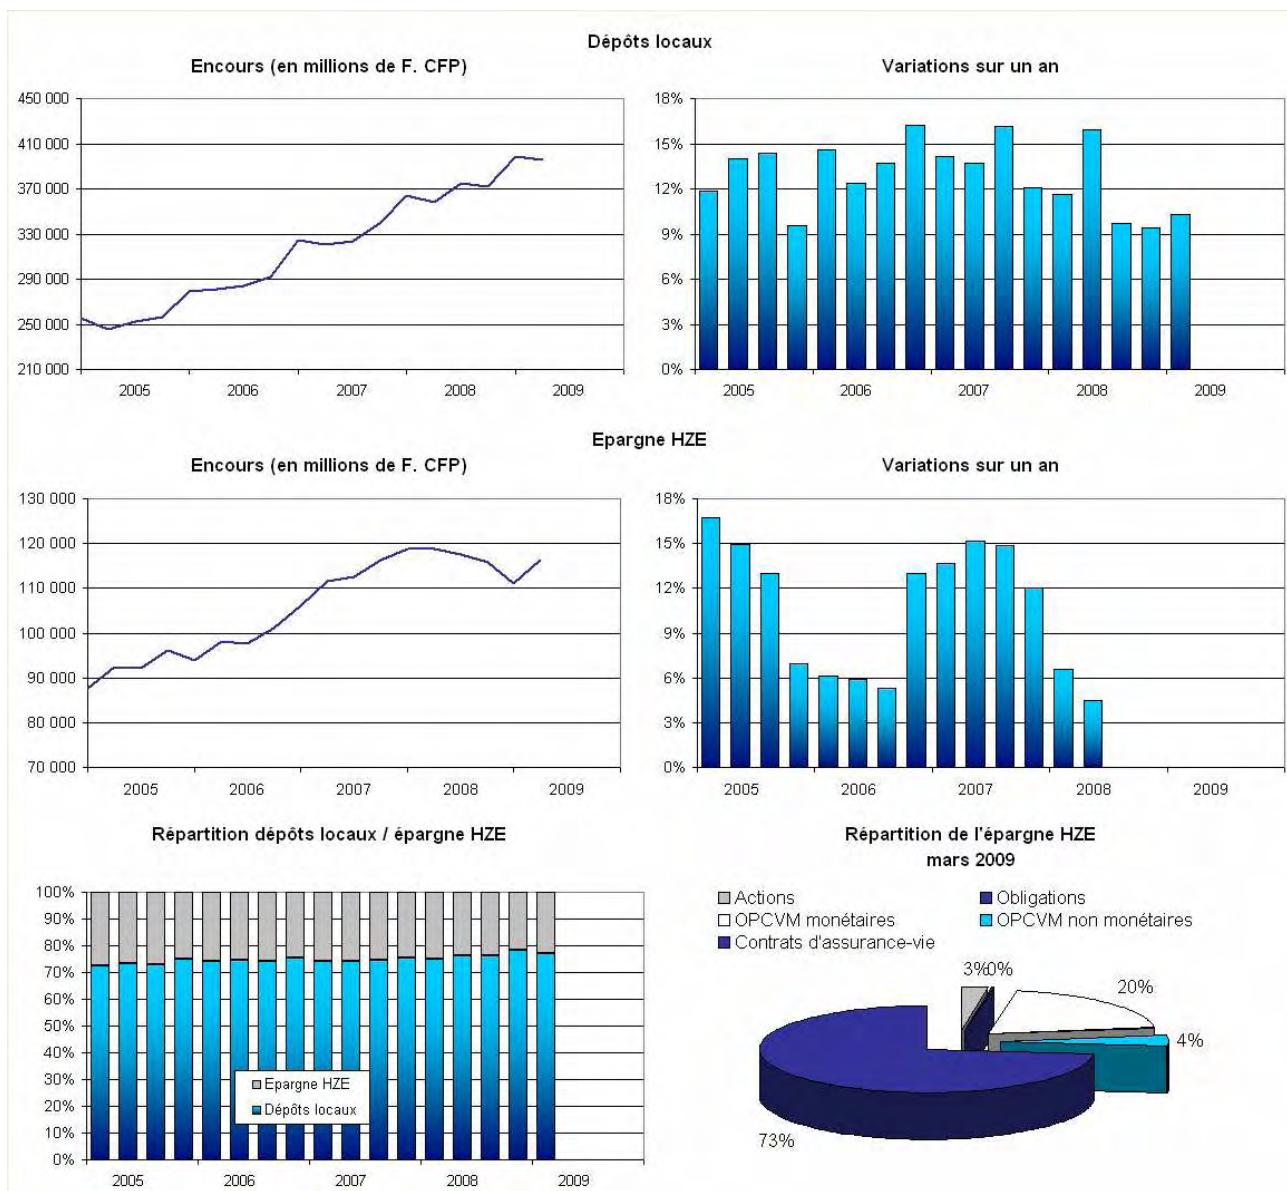 Dépôts locaux
Encours (en millions de F. CFP)
450 000
410 000
370 000
330 000
290 000
250 000
210 000
2005 2006 2007 2008 2009
Variations sur un an
18%
15%
12%
9%
6%
3%
0%
2005 2006 2007 2008 2009
Epargne HZE
Encours (en millions de F. CFP)
130 000
120 000
110 000
100 000
90 000
80 000
70 000
2005 2006 2007 2008 2009
Variations sur un an
18%
15%
12%
9%
6%
3%
0%
2005 2006 2007 2008 2009
Répartition dépôts locaux / épargne HZE
100%
90%
80%
70%
60%
50%
40%
30%
20%
10%
0%
Epargne HZE
Dépôts locaux
2005 2006 2007 2008 2009
Répartition de l'épargne HZE
mars 2009
Actions Obligations
OPCVM monétaires OPCVM non monétaires
Contrats d'assurance-vie
3% 0%
20%
4%
73%